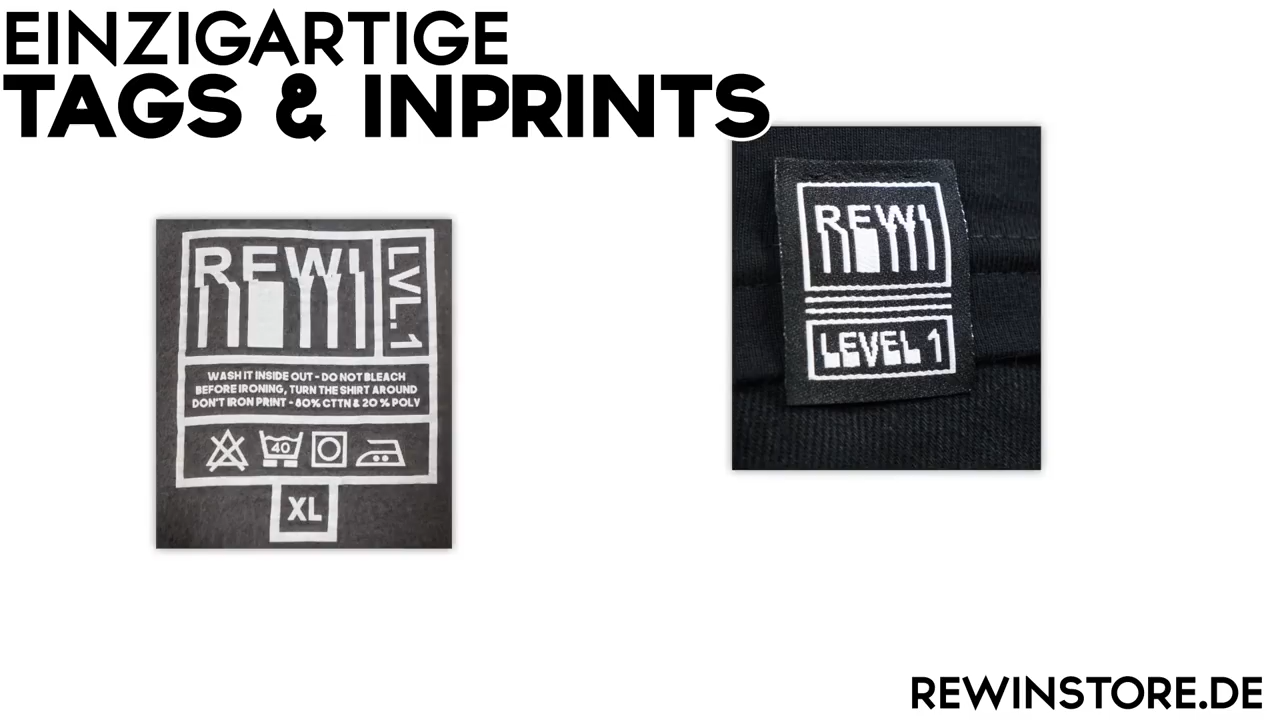 EINZIGARTIGE
TAGS & INPRINTS
REWI
LVL.1
WASH IT INSIDE OUT - DO NOT BLEACH
BEFORE IRONING, TURN THE SHIRT AROUND
DON'T IRON PRINT - 80% CTTN & 20 % POLY
40
XL
REWI
LEVEL 1
REWINSTORE.DE